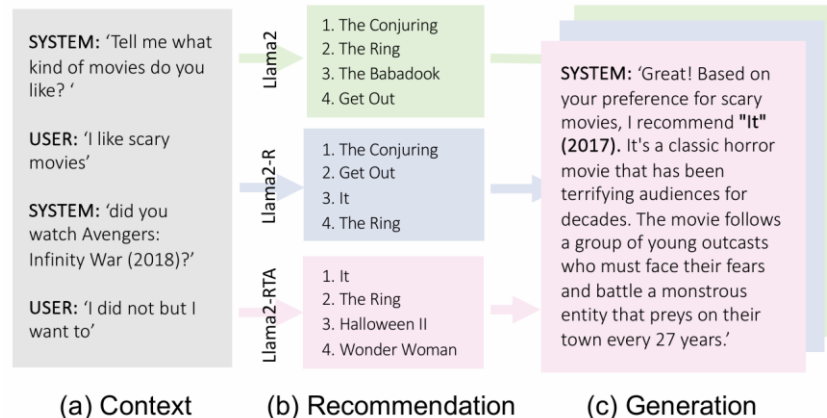 SYSTEM: ‘Tell me what
kind of movies do you
like? ‘
USER: ‘I like scary
movies’
SYSTEM: ‘did you
watch Avengers:
Infinity War (2018)?’
USER: ‘I did not but I
want to’
(a) Context
Llama2
1. The Conjuring
2. The Ring
3. The Babadook
4. Get Out
Llama2-R
1. The Conjuring
2. Get Out
3. It
4. The Ring
Llama2-RTA
1. It
2. The Ring
3. Halloween II
4. Wonder Woman
(b) Recommendation
SYSTEM: ‘Great! Based on
your preference for scary
movies, I recommend "It"
(2017). It's a classic horror
movie that has been
terrifying audiences for
decades. The movie follows
a group of young outcasts
who must face their fears
and battle a monstrous
entity that preys on their
town every 27 years.’
(c) Generation